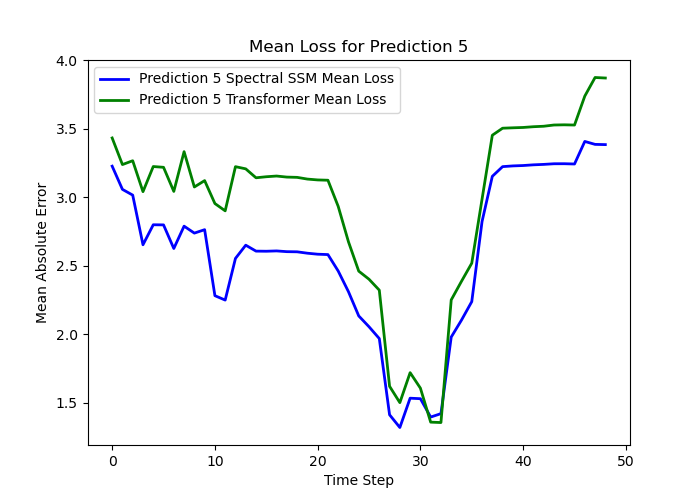 Mean Loss for Prediction 5
Prediction 5 Spectral SSM Mean Loss
Prediction 5 Transformer Mean Loss
Mean Absolute Error
4.0
3.5
3.0
2.5
2.0
1.5
0 10 20 30 40 50
Time Step